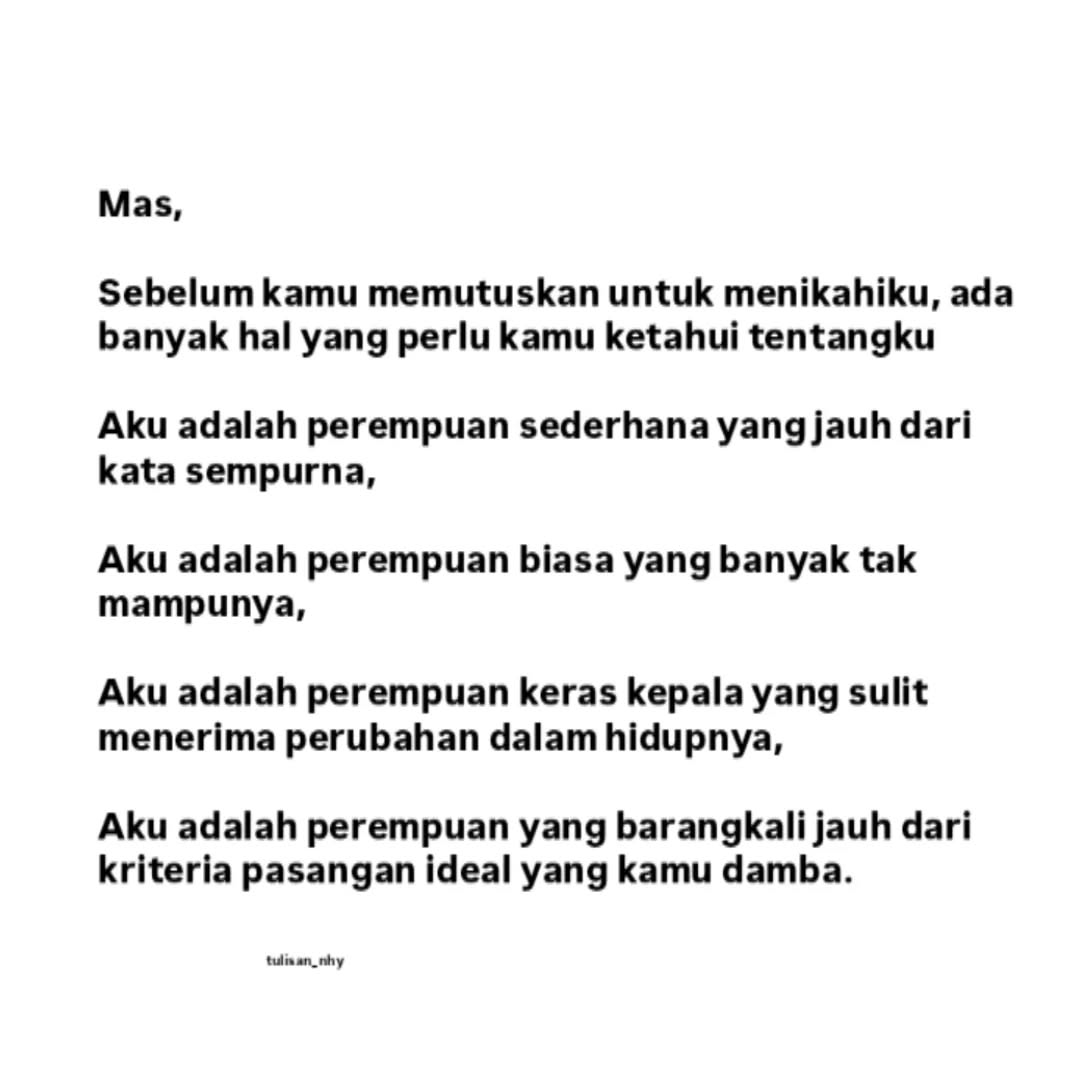 Mas,
Sebelum kamu memutuskan untuk menikahiku, ada
banyak hal yang perlu kamu ketahui tentangku
Aku adalah perempuan sederhana yang jauh dari
kata sempurna,
Aku adalah perempuan biasa yang banyak tak
mampunya,
Aku adalah perempuan keras kepala yang sulit
menerima perubahan dalam hidupnya,
Aku adalah perempuan yang barangkali jauh dari
kriteria pasangan ideal yang kamu damba.
tulisan_nhy